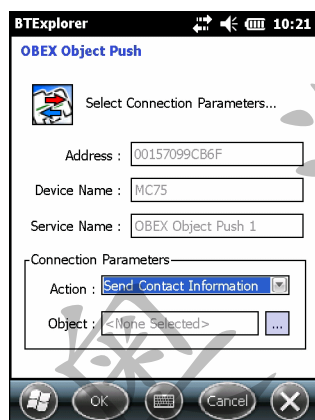 BTExplorer 10:21
OBEX Object Push
Select Connection Parameters...
Address : 00157099CB6F
Device Name : MC75
Service Name : OBEX Object Push 1
Connection Parameters
Action : Send Contact Information
Object : <None Selected> ...
OK Cancel